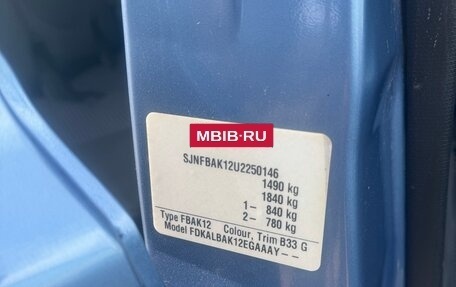 MBIB-RU
SJNFBAK12U2250146
1490 kg
1840 kg
1– 840 kg
2– 780 kg
Type FBAK12 Colour, Trim B33 G
Model FDKALBAK12EGAAAY––